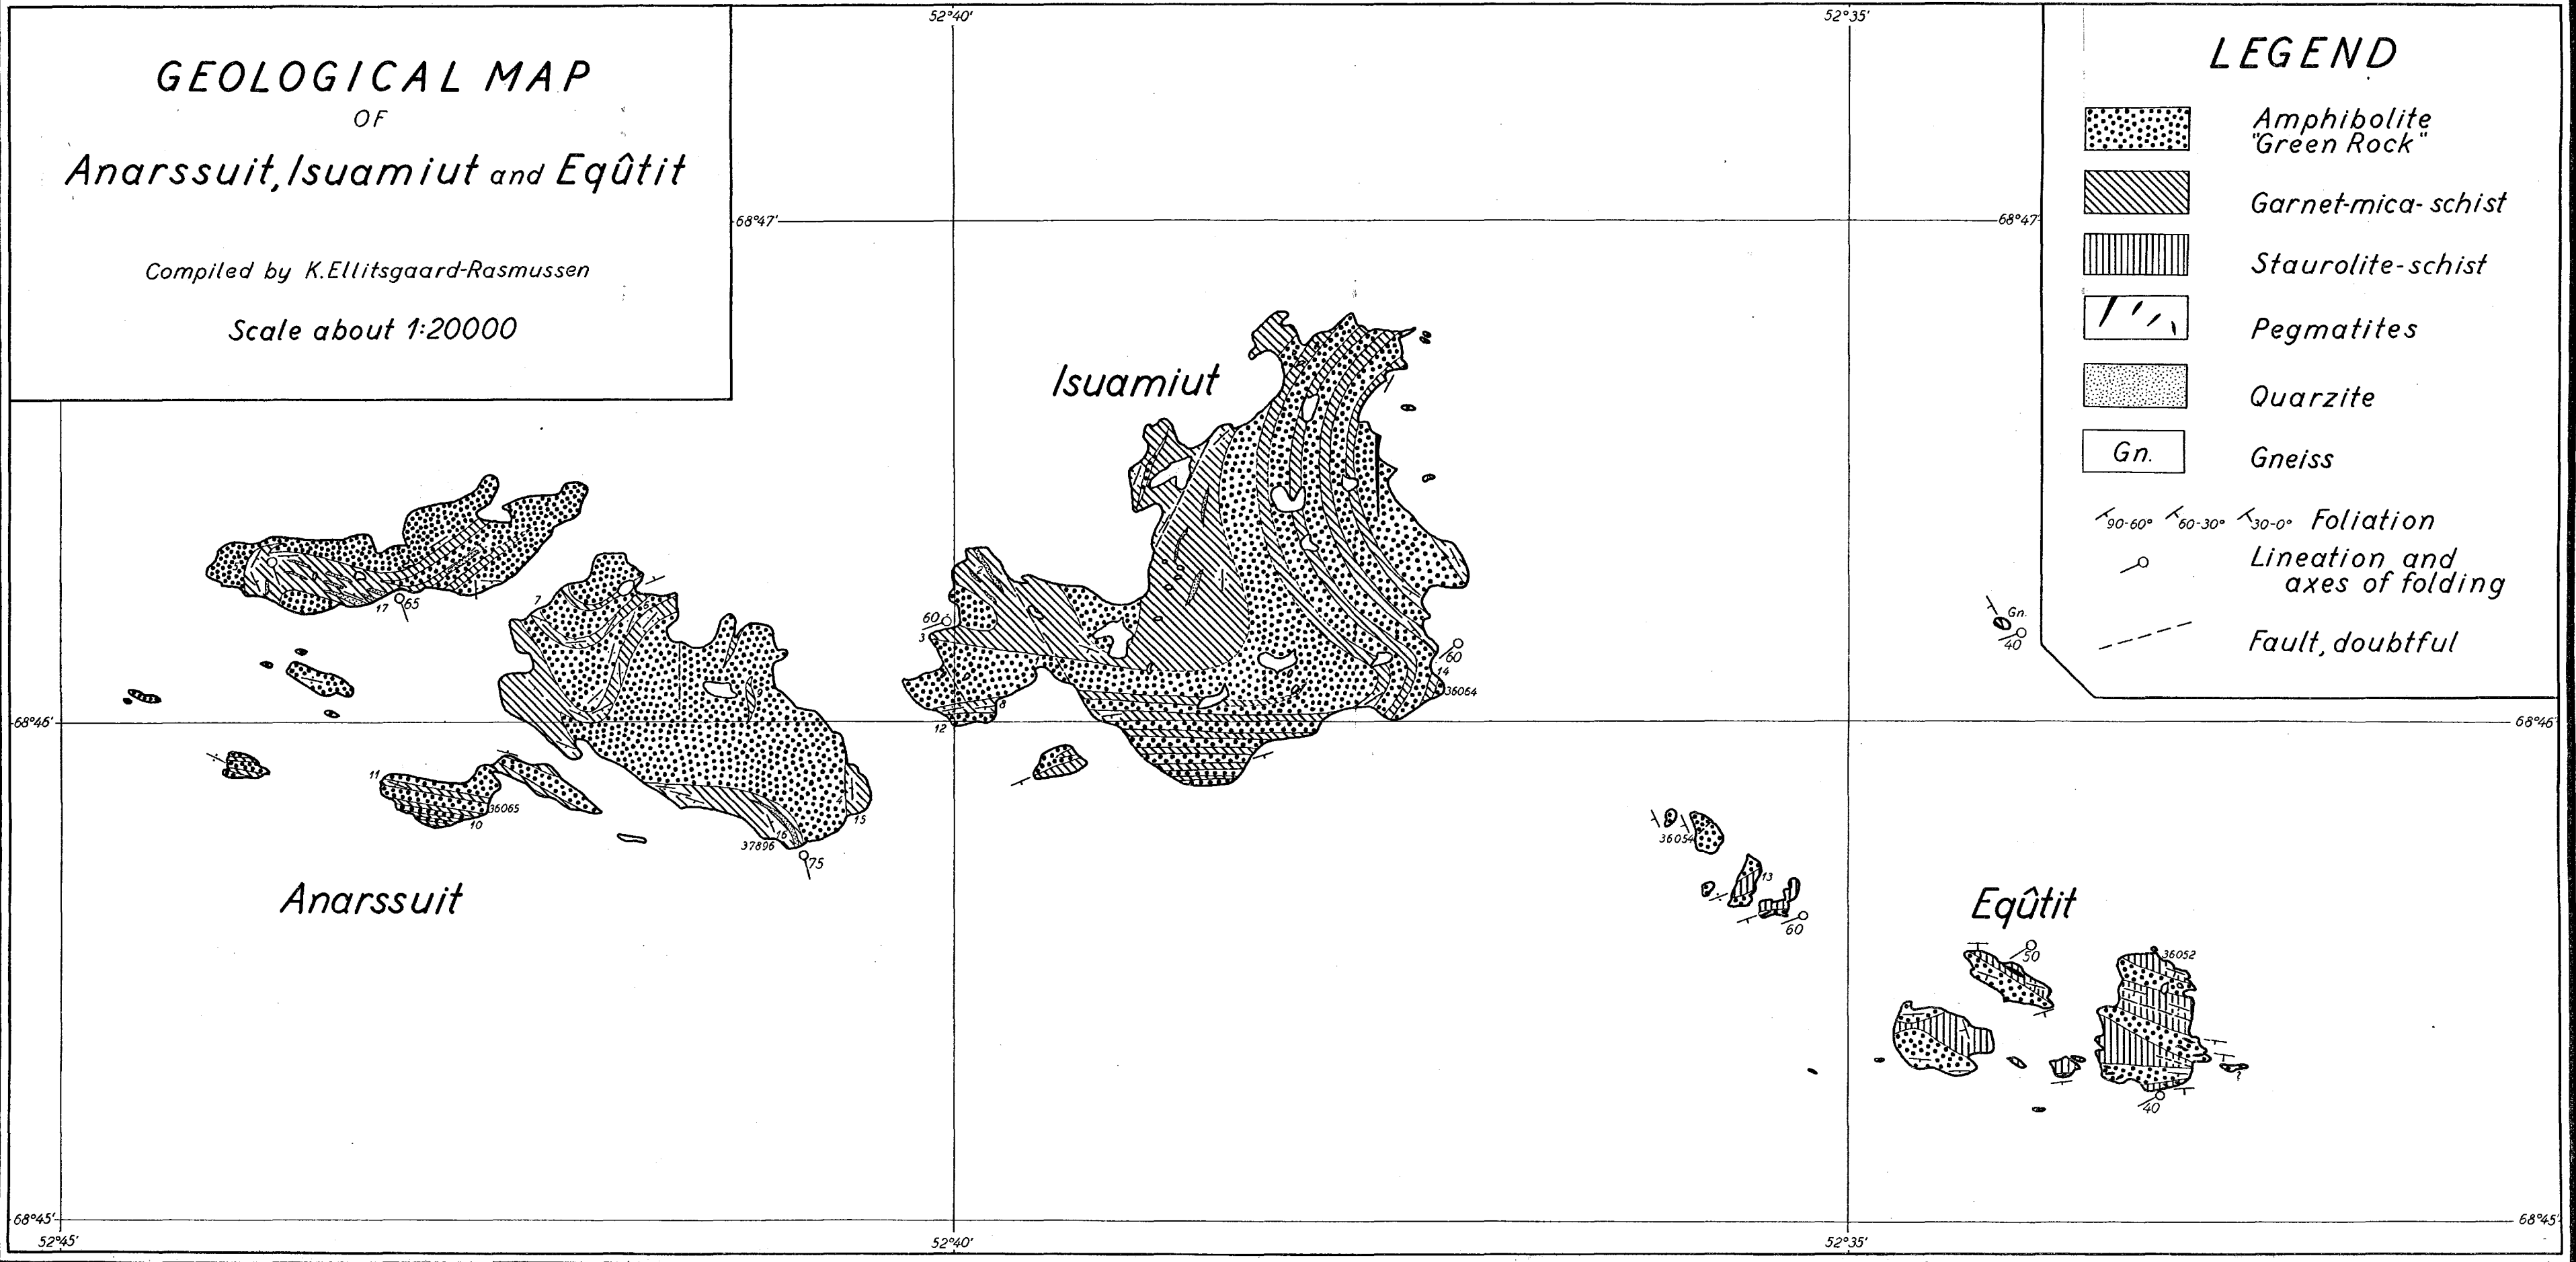 GEOLOGICAL MAP
OF
Anarssuit, Isuamiut and Eqûtit
Compiled by K. Ellitsgaard-Rasmussen
Scale about 1:20000
52°40'
52°35'
LEGEND
Amphibolite
"Green Rock"
Garnet-mica-schist
Staurolite-schist
Pegmatites
Quarzite
Gn.
Gneiss
90-60° 60-30° 30-0° Foliation
Lineation and
axes of folding
Fault, doubtful
68°47'
68°47'
Isuamiut
17
65
7
60
3
Gn.
40
60
14
36064
9
8
12
68°46'
68°46'
11
36065
10
4
15
16
37896
75
36054
13
60
Anarssuit
Eqûtit
50
36052
?
40
68°45'
68°45'
52°45'
52°40'
52°35'